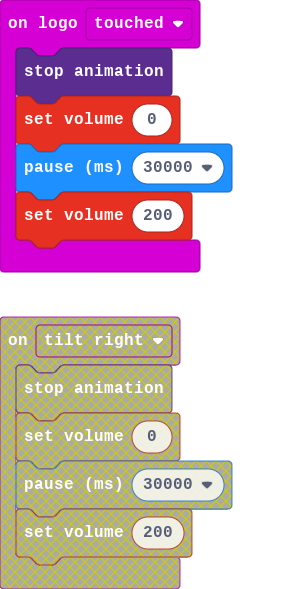 on logo touched
stop animation
set volume 0
pause (ms) 30000
set volume 200
on tilt right
stop animation
set volume 0
pause (ms) 30000
set volume 200